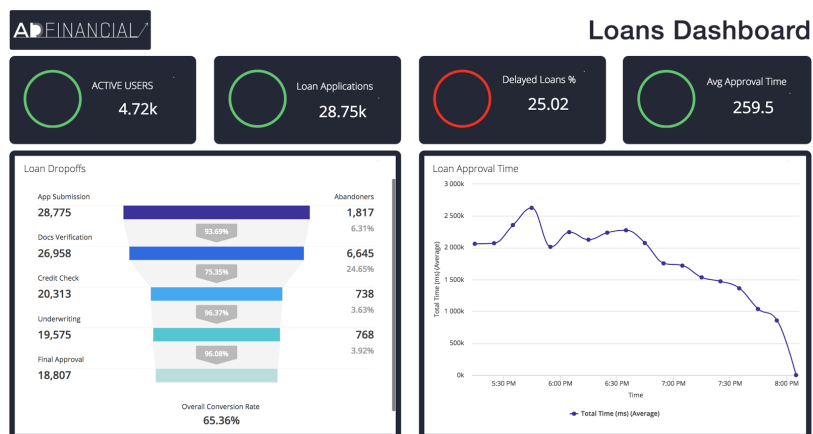 AD FINANCIAL
Loans Dashboard
ACTIVE USERS
4.72k
Loan Applications
28.75k
Delayed Loans %
25.02
Avg Approval Time
259.5
Loan Dropoffs
App Submission
Abandoners
28,775
1,817
93.69%
6.31%
Docs Verification
26,958
6,645
75.35%
24.65%
Credit Check
20,313
738
96.37%
3.63%
Underwriting
19,575
768
96.08%
3.92%
Final Approval
18,807
Overall Conversion Rate
65.36%
Loan Approval Time
3 000k
2 500k
2 000k
1 500k
1 000k
500k
0k
Total Time (ms) (Average)
5:30 PM
6:00 PM
6:30 PM
7:00 PM
7:30 PM
8:00 PM
Time
Total Time (ms) (Average)